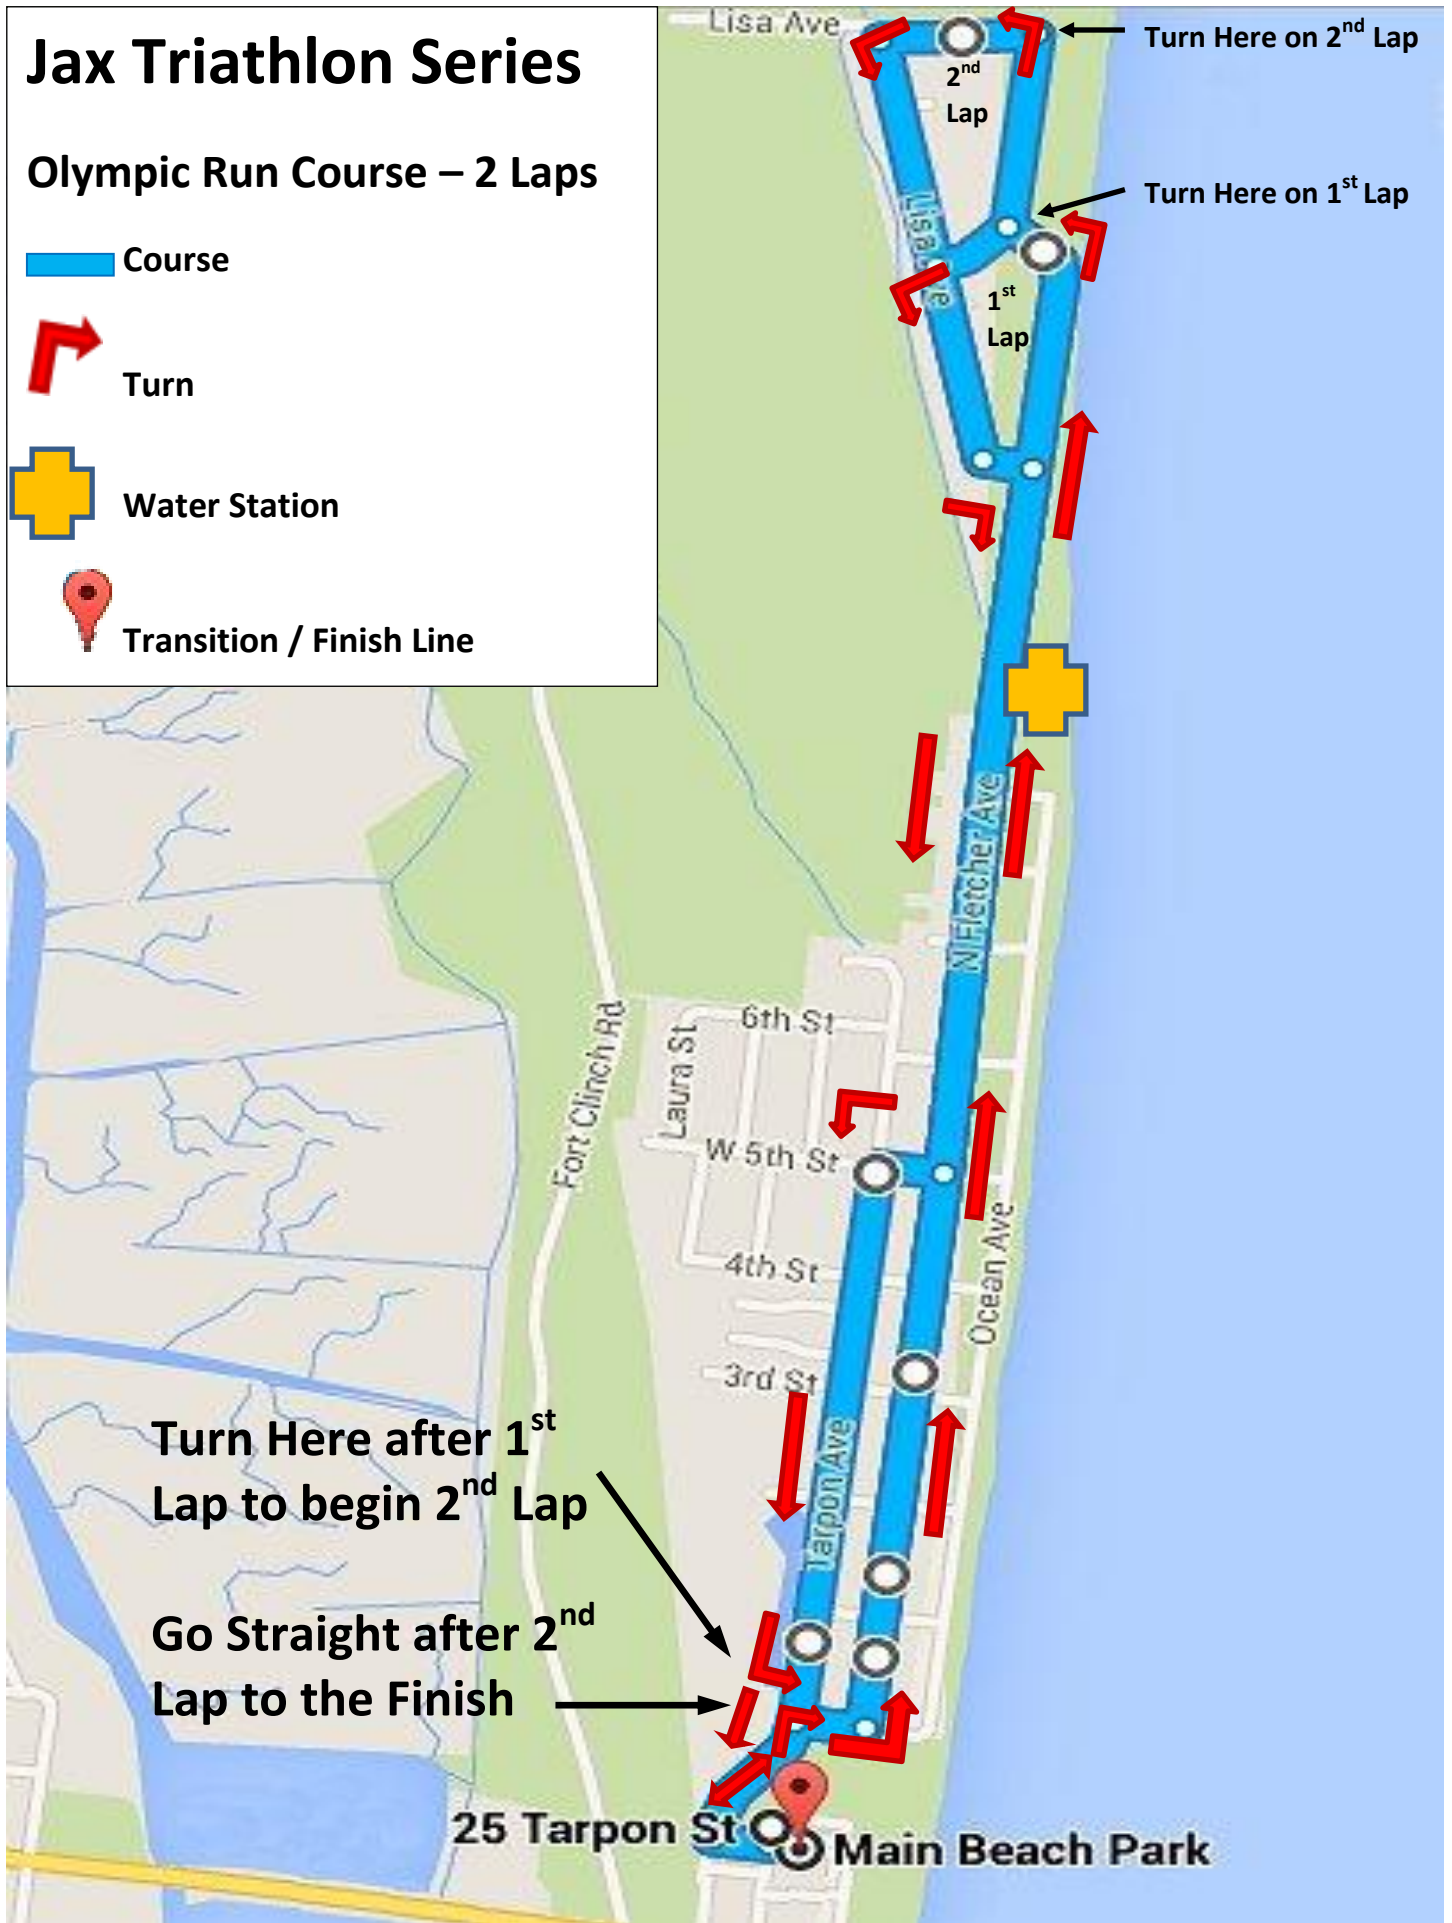 Jax Triathlon Series
Olympic Run Course – 2 Laps
Course
Turn
Water Station
Transition / Finish Line
Lisa Ave
Turn Here on 2nd Lap
2nd
Lap
Turn Here on 1st Lap
Lisa Ave
1st
Lap
N Fletcher Ave
Fort Clinch Rd
Laura St
6th St
W 5th St
4th St
Ocean Ave
3rd St
Tarpon Ave
Turn Here after 1st
Lap to begin 2nd Lap
Go Straight after 2nd
Lap to the Finish
25 Tarpon St
Main Beach Park